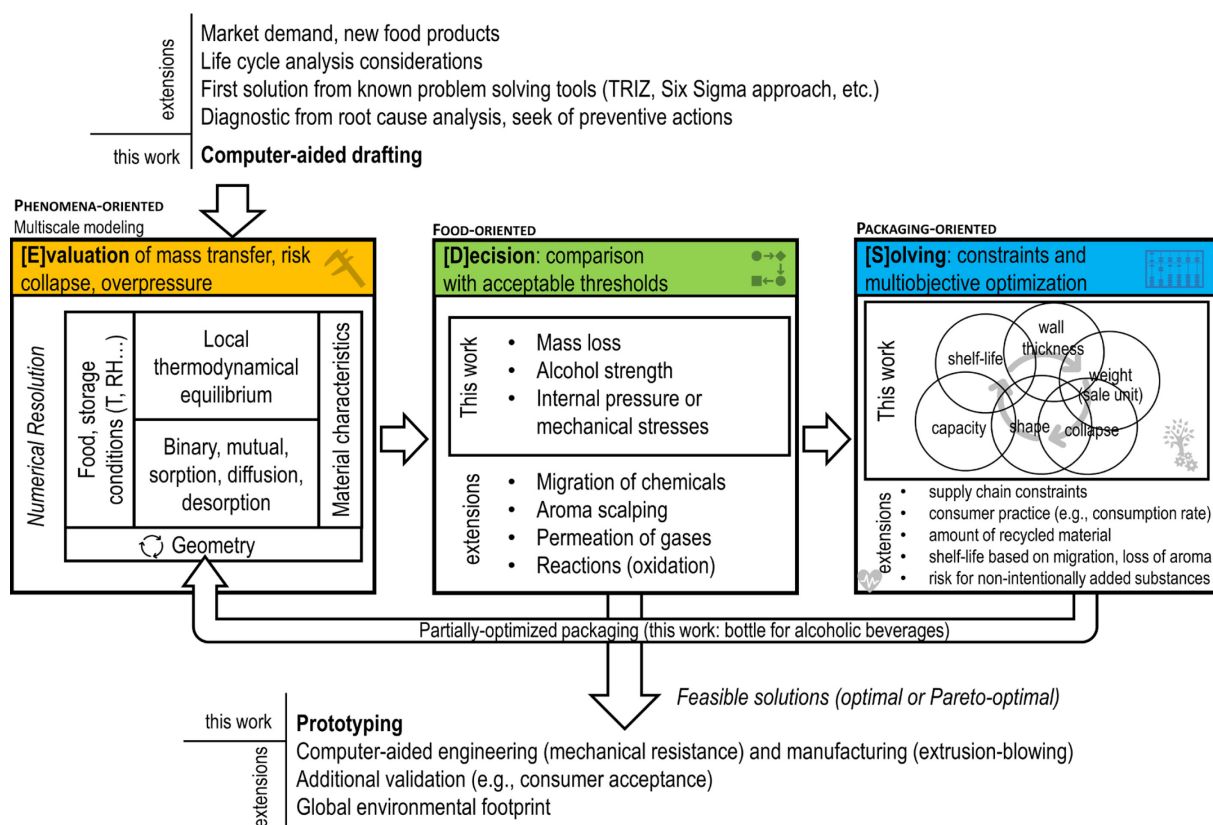 extensions
Market demand, new food products
Life cycle analysis considerations
First solution from known problem solving tools (TRIZ, Six Sigma approach, etc.)
Diagnostic from root cause analysis, seek of preventive actions
this work
Computer-aided drafting
PHENOMENA-ORIENTED
Multiscale modeling
[E]valuation of mass transfer, risk
collapse, overpressure
Numerical Resolution
Food, storage
conditions (T, RH...)
Local
thermodynamical
equilibrium
Binary, mutual,
sorption, diffusion,
desorption
Material characteristics
Geometry
FOOD-ORIENTED
[D]ecision: comparison
with acceptable thresholds
This work
• Mass loss
• Alcohol strength
• Internal pressure or
mechanical stresses
extensions
• Migration of chemicals
• Aroma scalping
• Permeation of gases
• Reactions (oxidation)
PACKAGING-ORIENTED
[S]olving: constraints and
multiobjective optimization
This work
wall
thickness
shelf-life
weight
(sale unit)
capacity
shape
collapse
extensions
• supply chain constraints
• consumer practice (e.g., consumption rate)
• amount of recycled material
• shelf-life based on migration, loss of aroma
• risk for non-intentionally added substances
Partially-optimized packaging (this work: bottle for alcoholic beverages)
Feasible solutions (optimal or Pareto-optimal)
this work
Prototyping
extensions
Computer-aided engineering (mechanical resistance) and manufacturing (extrusion-blowing)
Additional validation (e.g., consumer acceptance)
Global environmental footprint